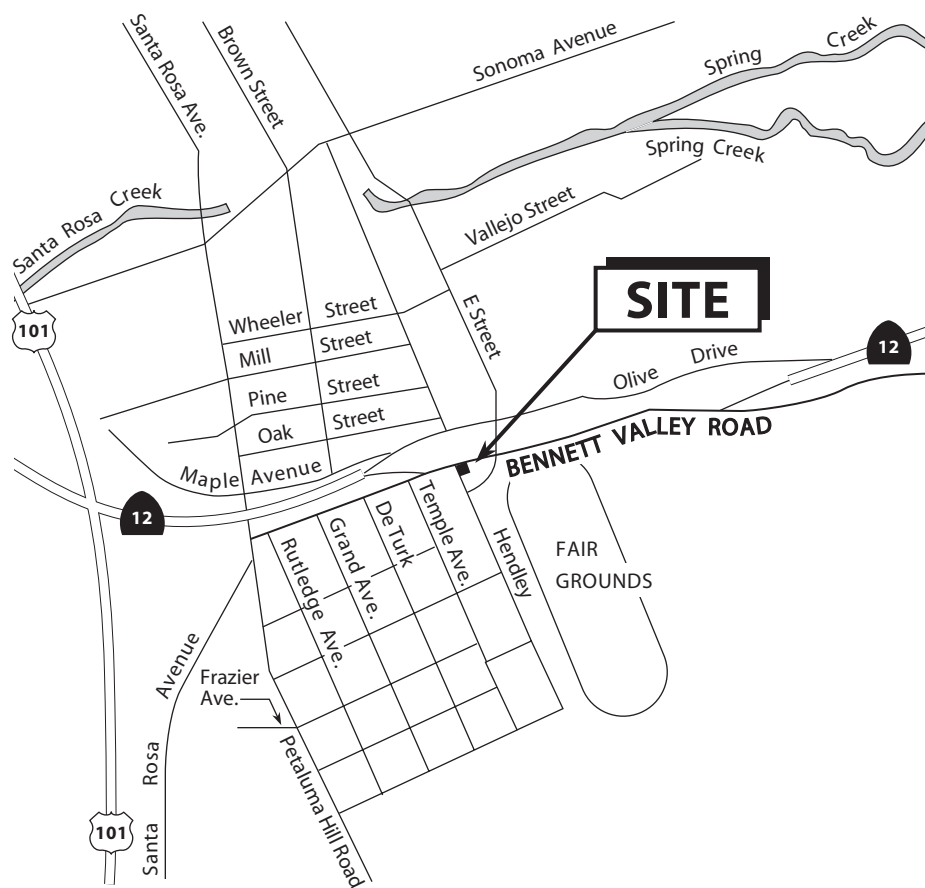 Santa Rosa Ave.
Brown Street
Sonoma Avenue
Spring Creek
Spring Creek
Santa Rosa Creek
Vallejo Street
SITE
101
Wheeler Street
E Street
12
Mill Street
Olive Drive
Pine Street
Oak Street
BENNETT VALLEY ROAD
Maple Avenue
12
Rutledge Ave.
Grand Ave.
De Turk
Temple Ave.
Hendley
FAIR
GROUNDS
Frazier
Ave.
Santa Rosa Avenue
Petaluma Hill Road
101